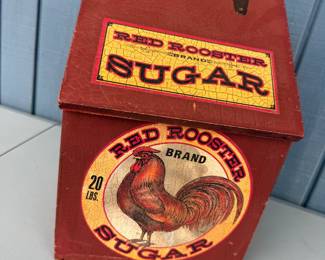 RED ROOSTER
BRAND
SUGAR
RED ROOSTER
BRAND
20
LBS.
SUGAR